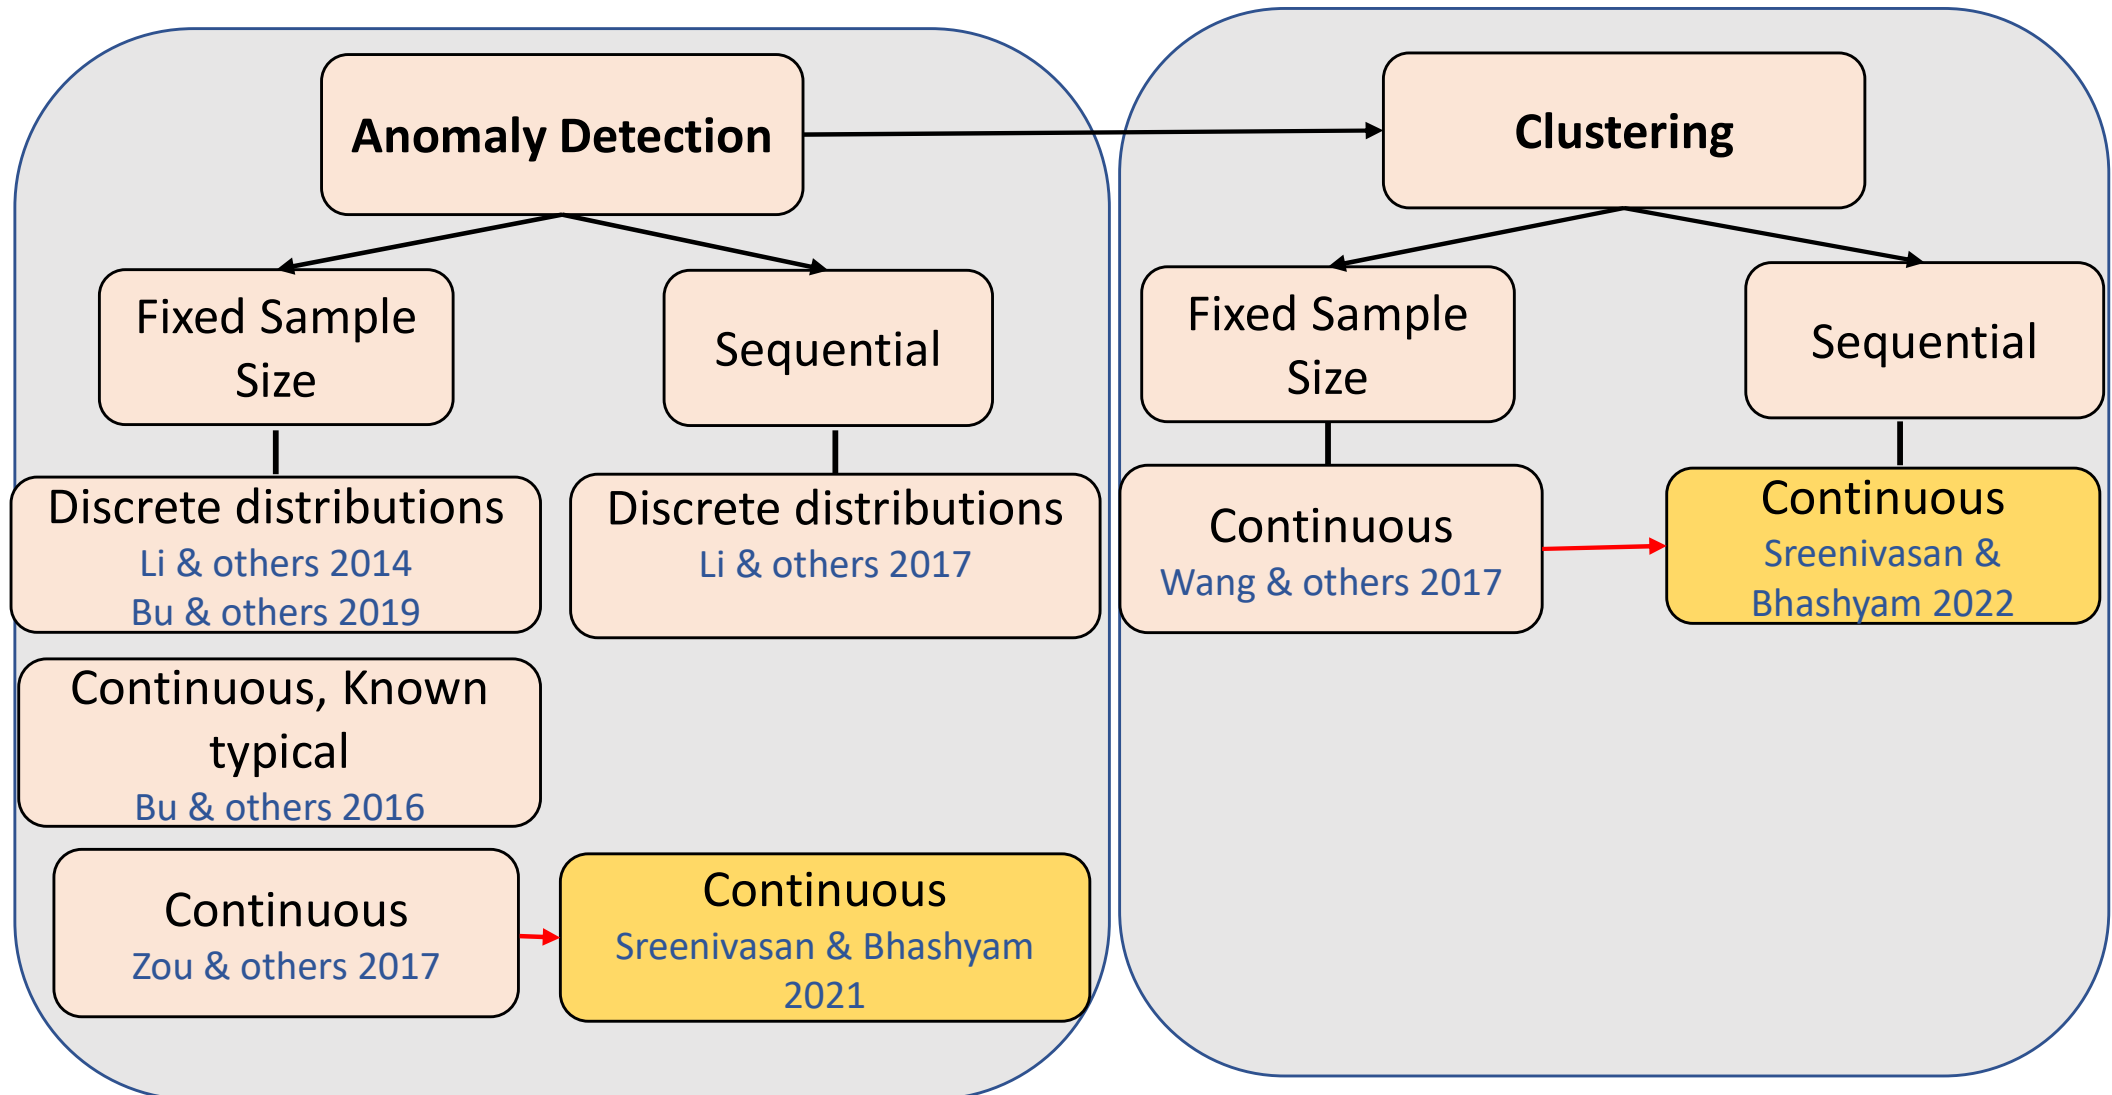 Anomaly Detection
Fixed Sample
Size
Sequential
Discrete distributions
Li & others 2014
Bu & others 2019
Discrete distributions
Li & others 2017
Continuous, Known
typical
Bu & others 2016
Continuous
Zou & others 2017
Continuous
Sreenivasan & Bhashyam
2021
Clustering
Fixed Sample
Size
Sequential
Continuous
Wang & others 2017
Continuous
Sreenivasan &
Bhashyam 2022